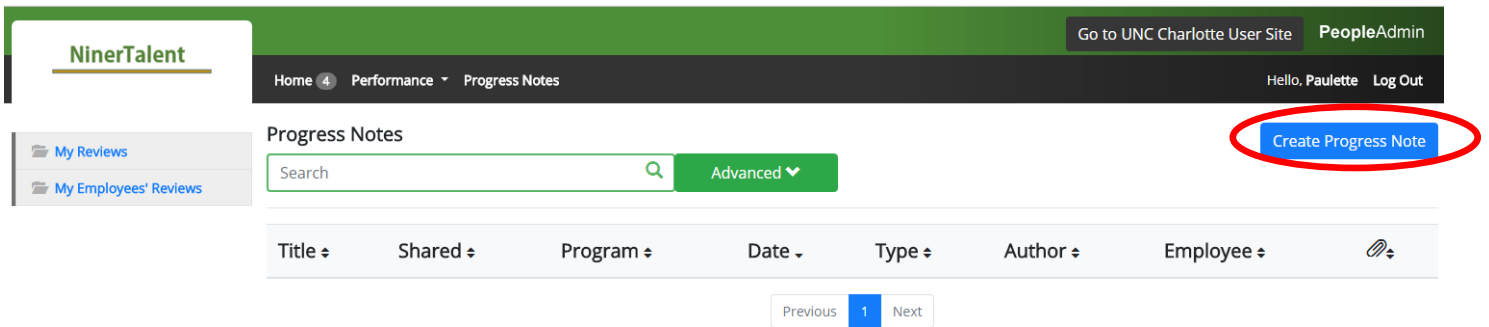 NinerTalent
Go to UNC Charlotte User Site PeopleAdmin
Home 4 Performance Progress Notes Hello, Paulette Log Out
My Reviews
My Employees' Reviews
Progress Notes
Create Progress Note
Search Advanced
Title Shared Program Date Type Author Employee
Previous 1 Next